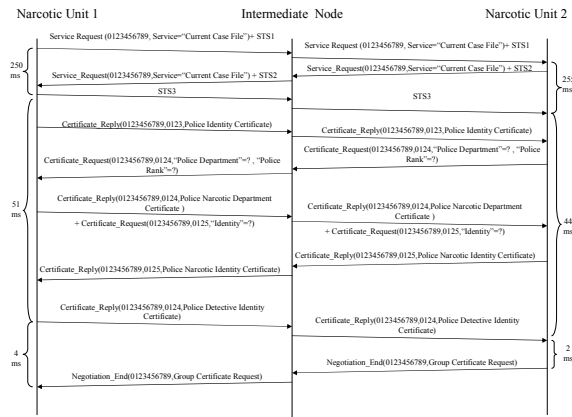 Narcotic Unit 1
Intermediate Node
Narcotic Unit 2
Service Request (0123456789, Service="Current Case File")+ STS1
Service Request (0123456789, Service="Current Case File")+ STS1
Service_Request(0123456789,Service="Current Case File") + STS2
Service_Request(0123456789,Service="Current Case File") + STS2
250
ms
STS3
STS3
ms
Certificate_Reply(0123456789,0123,Police Identity Certificate)
Certificate_Reply(0123456789,0123,Police Identity Certificate)
Certificate_Request(0123456789,0124,"Police Department"=? , "Police
Rank"=?)
Certificate_Request(0123456789,0124,"Police Department"=? , "Police
Rank"=?)
51
ms
Certificate_Reply(0123456789,0124,Police Narcotic Department
Certificate )
+ Certificate_Request(0123456789,0125,"Identity"=?)
Certificate_Reply(0123456789,0124,Police Narcotic Department
Certificate )
+ Certificate_Request(0123456789,0125,"Identity"=?)
44
ms
Certificate_Reply(0123456789,0125,Police Narcotic Identity Certificate)
Certificate_Reply(0123456789,0125,Police Narcotic Identity Certificate)
Certificate_Reply(0123456789,0124,Police Detective Identity
Certificate)
Certificate_Reply(0123456789,0124,Police Detective Identity
Certificate)
4
ms
2
ms
Negotiation_End(0123456789,Group Certificate Request)
Negotiation_End(0123456789,Group Certificate Request)